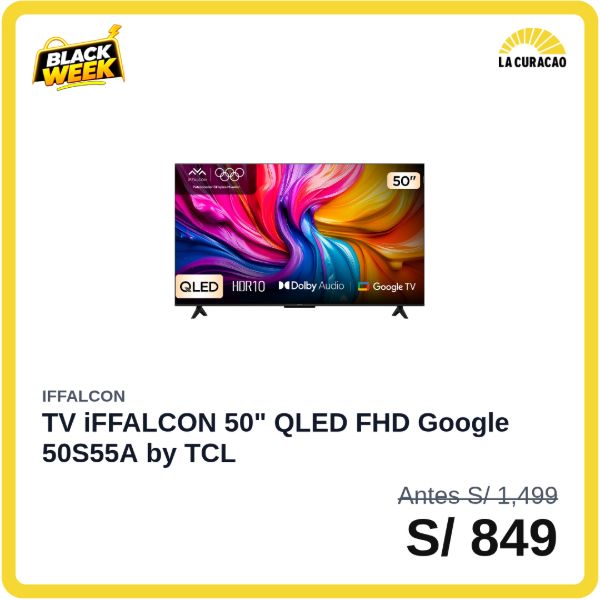 BLACK
WEEK
LA CURACAO
iFFALCON
50"
QLED
HDR10
Dolby Audio
Google TV
IFFALCON
TV iFFALCON 50" QLED FHD Google
50S55A by TCL
Antes S/ 1,499
S/ 849